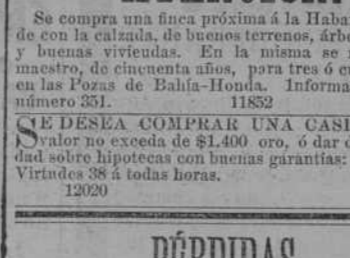 Se compra una finca próxima á la Haba
de con la calzada, de buenos terrenos, árbo
y buenas viviendas. En la misma se
maestro, de cincuenta años, para tres ó cu
en las Pozas de Bahía-Honda. Informa
número 351. 11852
SE DESEA COMPRAR UNA CASI
valor no exceda de $1.400 oro, ó dar
dad sobre hipotecas con buenas garantías:
Virtudes 38 á todas horas.
12020
PÉRDIDAS